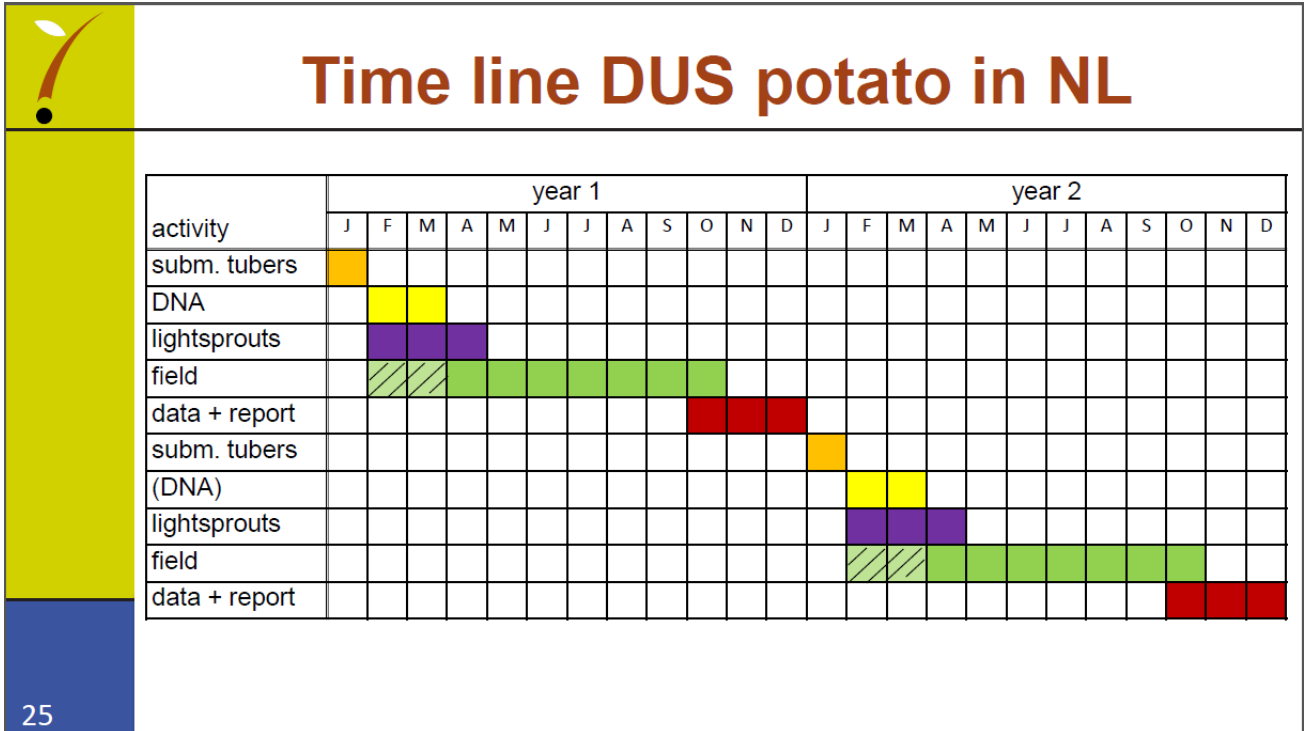 Time line DUS potato in NL
year 1 year 2
activity J F M A M J J A S O N D J F M A M J J A S O N D
subm. tubers
DNA
lightsprouts
field
data + report
subm. tubers
(DNA)
lightsprouts
field
data + report
25